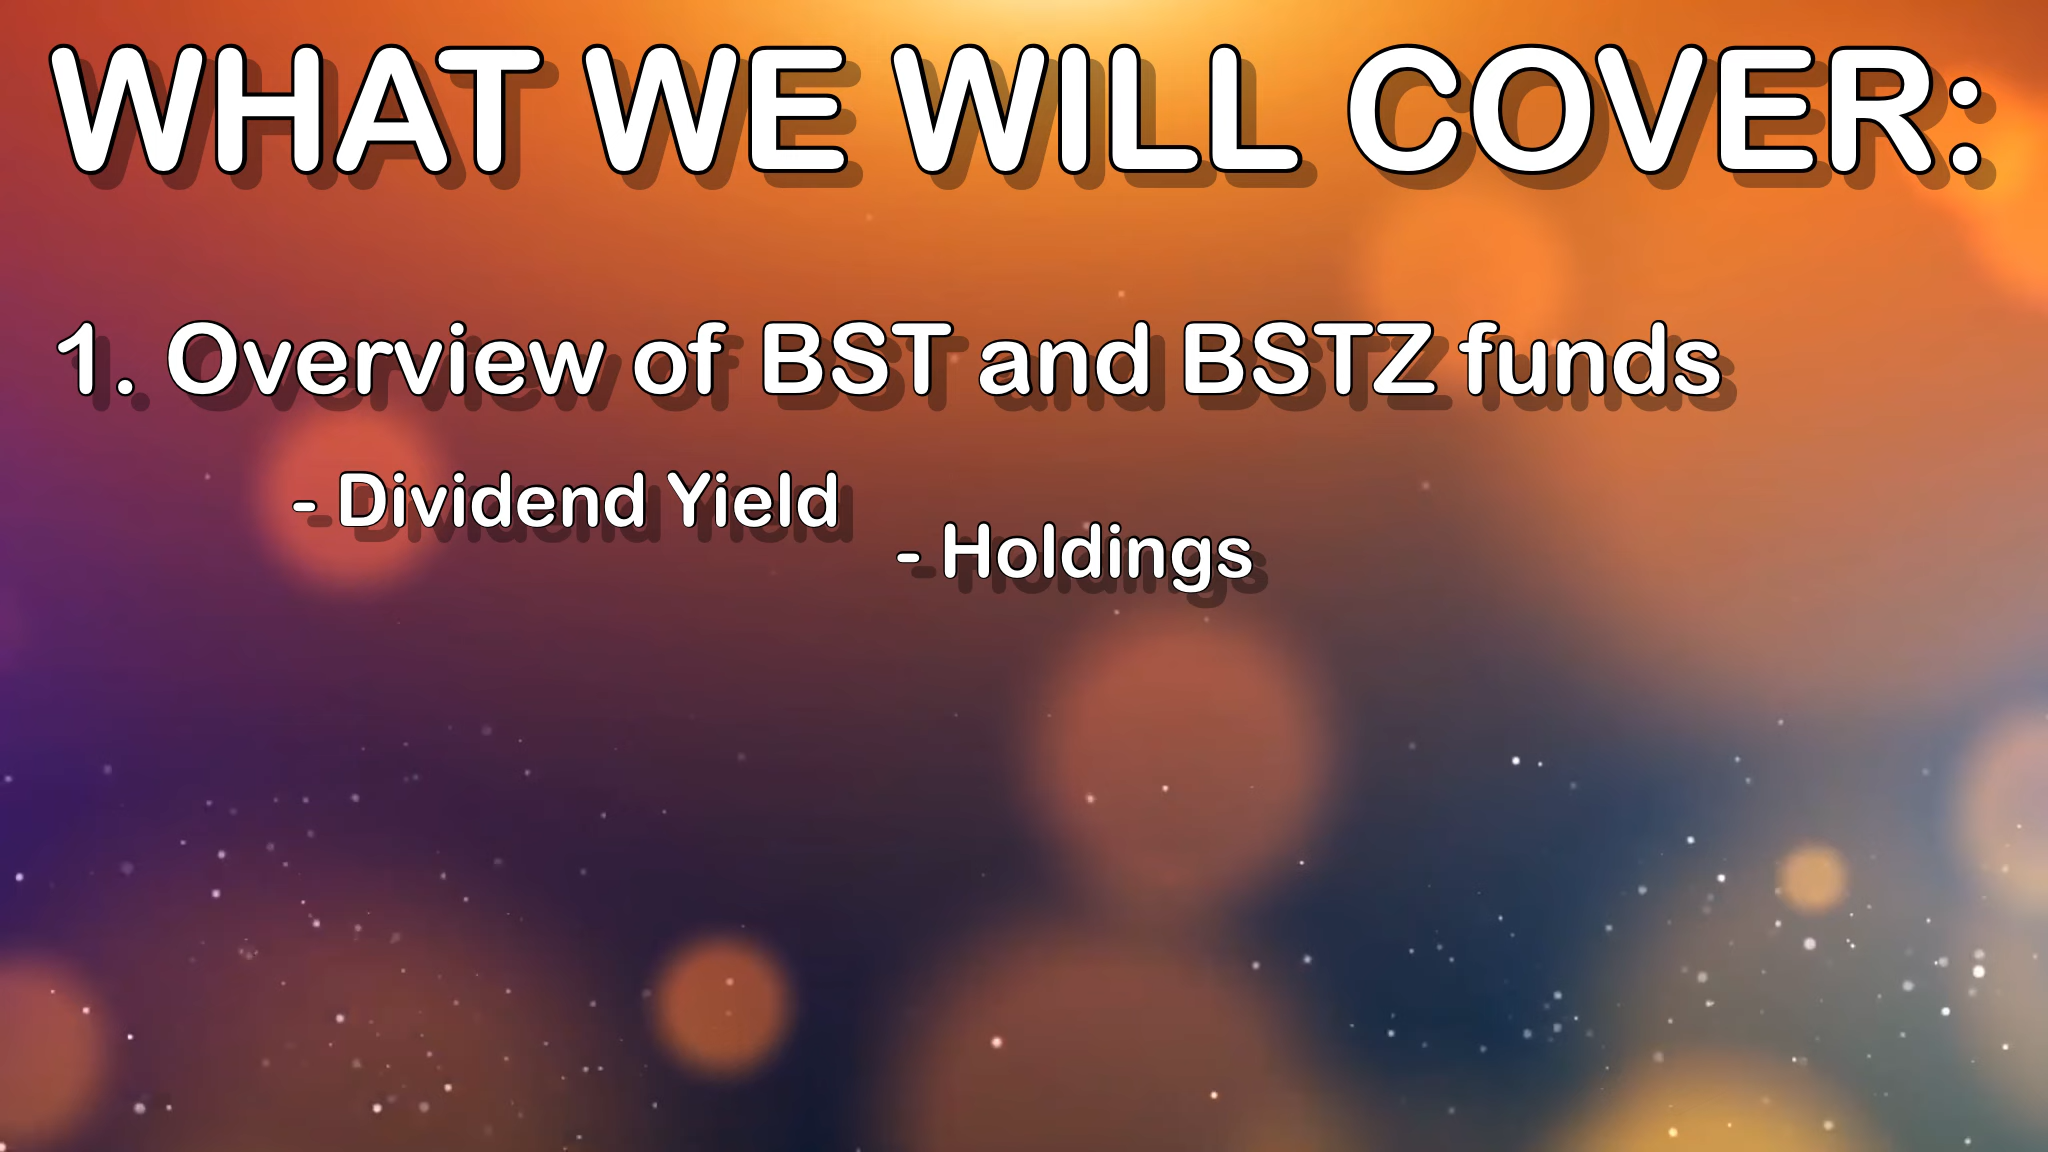 WHAT WE WILL COVER:
1. Overview of BST and BSTZ funds
- Dividend Yield
- Holdings